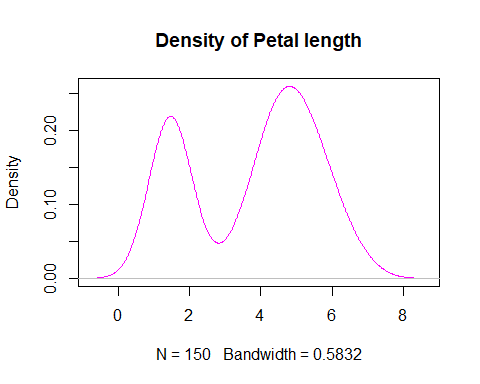 Density of Petal length
Density
0.20
0.10
0.00
0 2 4 6 8
N = 150 Bandwidth = 0.5832